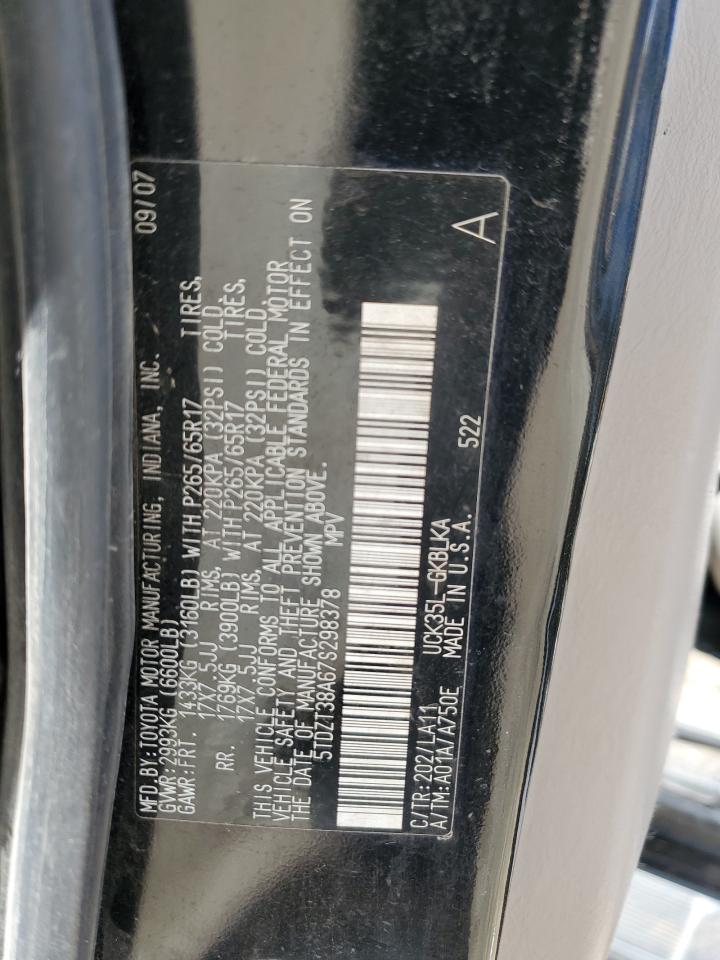 MFD.BY:TOYOTA MOTOR MANUFACTURING, INDIANA, INC. 09/07
GVWR:2993KG (6600LB)
GAWR:FRT. 1433KG (3160LB) WITH P265/65R17 TIRES,
17X7.5JJ RIMS, AT 220KPA (32PSI) COLD
RR. 1769KG (3900LB) WITH P265/65R17 TIRES,
17X7.5JJ RIMS, AT 220KPA (32PSI) COLD.
THIS VEHICLE CONFORMS TO ALL APPLICABLE FEDERAL MOTOR
VEHICLE SAFETY AND THEFT PREVENTION STANDARDS IN EFFECT ON
THE DATE OF MANUFACTURE SHOWN ABOVE.
5TDZT38A67S298378 MPV
C/TR:202/LA11 UCK35L-GKBLKA 522
A/TM:A01A/A750E MADE IN U.S.A. A